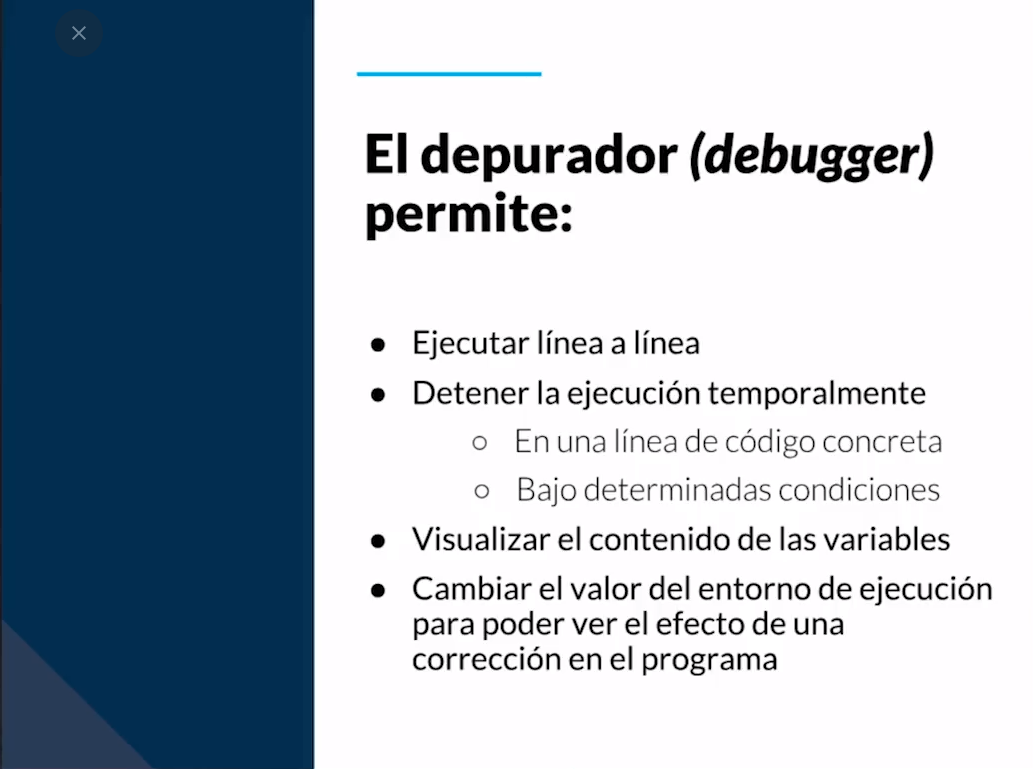 El depurador (debugger)
permite:
● Ejecutar línea a línea
● Detener la ejecución temporalmente
○ En una línea de código concreta
○ Bajo determinadas condiciones
● Visualizar el contenido de las variables
● Cambiar el valor del entorno de ejecución
para poder ver el efecto de una
corrección en el programa